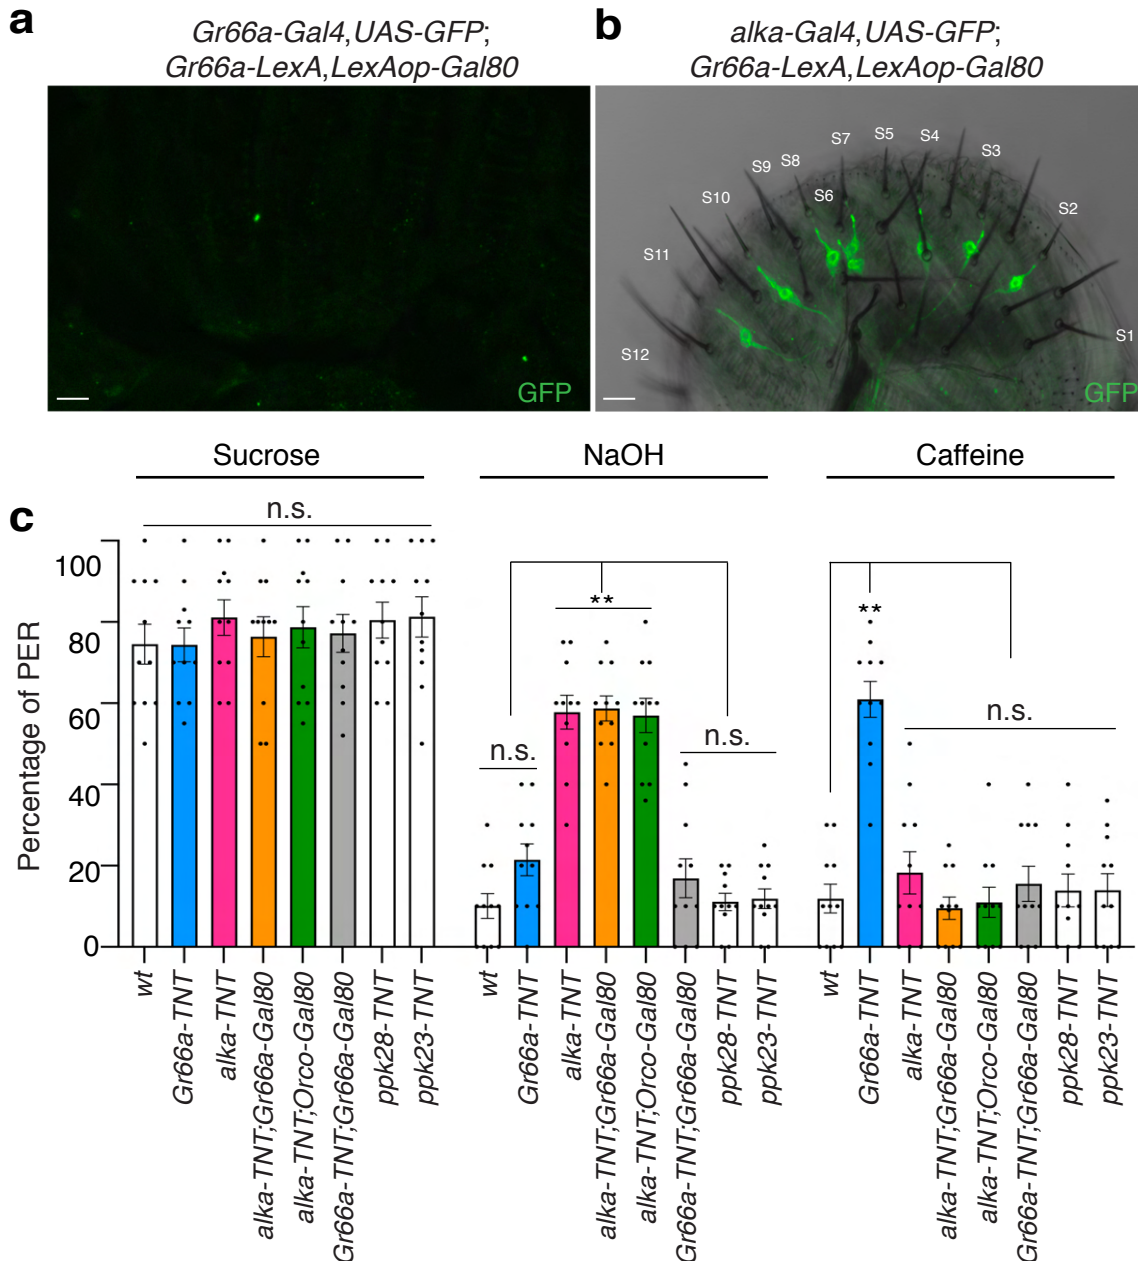 a
Gr66a-Gal4,UAS-GFP;
Gr66a-LexA,LexAop-Gal80
GFP
b
alka-Gal4,UAS-GFP;
Gr66a-LexA,LexAop-Gal80
S7
S5
S4
S9
S8
S3
S10
S6
S2
S11
S1
S12
GFP
c
Sucrose
NaOH
Caffeine
n.s.
**
**
n.s.
n.s.
n.s.
Percentage of PER
100
80
60
40
20
0
wt
Gr66a-TNT
alka-TNT
alka-TNT;Gr66a-Gal80
alka-TNT;Orco-Gal80
Gr66a-TNT;Gr66a-Gal80
ppk28-TNT
ppk23-TNT
wt
Gr66a-TNT
alka-TNT
alka-TNT;Gr66a-Gal80
alka-TNT;Orco-Gal80
Gr66a-TNT;Gr66a-Gal80
ppk28-TNT
ppk23-TNT
wt
Gr66a-TNT
alka-TNT
alka-TNT;Gr66a-Gal80
alka-TNT;Orco-Gal80
Gr66a-TNT;Gr66a-Gal80
ppk28-TNT
ppk23-TNT